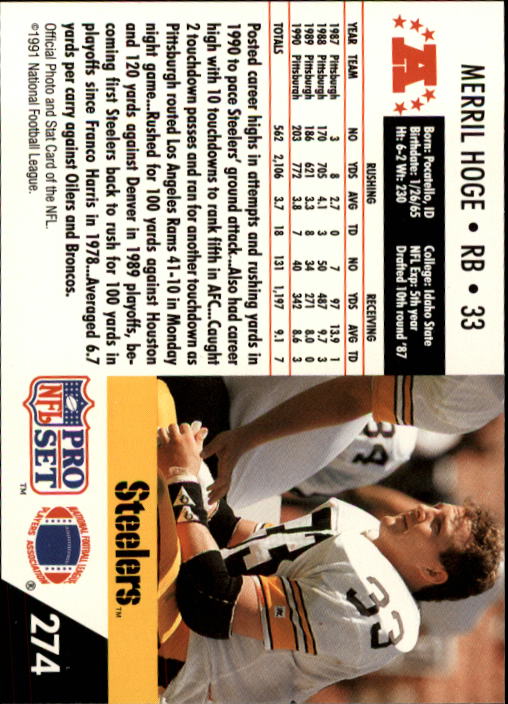 MERRIL HOGE • RB • 33
A
Born: Pocatello, ID
Birthdate: 1/26/65
Ht: 6-2 Wt: 230
College: Idaho State
NFL Exp: 5th year
Drafted 10th round '87
RUSHING RECEIVING
YEAR TEAM NO YDS AVG TD NO YDS AVG TD
1987 Pittsburgh 3 8 2.7 0 7 97 13.9 1
1988 Pittsburgh 170 705 4.1 3 50 487 9.7 3
1989 Pittsburgh 186 621 3.3 8 34 271 8.0 0
1990 Pittsburgh 203 772 3.8 7 40 342 8.6 3
TOTALS 562 2,106 3.7 18 131 1,197 9.1 7
Posted career highs in attempts and rushing yards in
1990 to pace Steelers' ground attack...Also had career
high with 10 touchdowns to rank fifth in AFC...Caught
2 touchdown passes and ran for another touchdown as
Pittsburgh routed Los Angeles Rams 41-10 in Monday
night game...Rushed for 100 yards against Houston
and 120 yards against Denver in 1989 playoffs, be-
coming first Steelers back to rush for 100 yards in
playoffs since Franco Harris in 1978...Averaged 6.7
yards per carry against Oilers and Broncos.
Official Photo and Stat Card of the NFL.
©1991 National Football League.
33
Steelers™
PRO
NFL
SET™
NATIONAL FOOTBALL LEAGUE
PLAYERS ASSOCIATION®
274